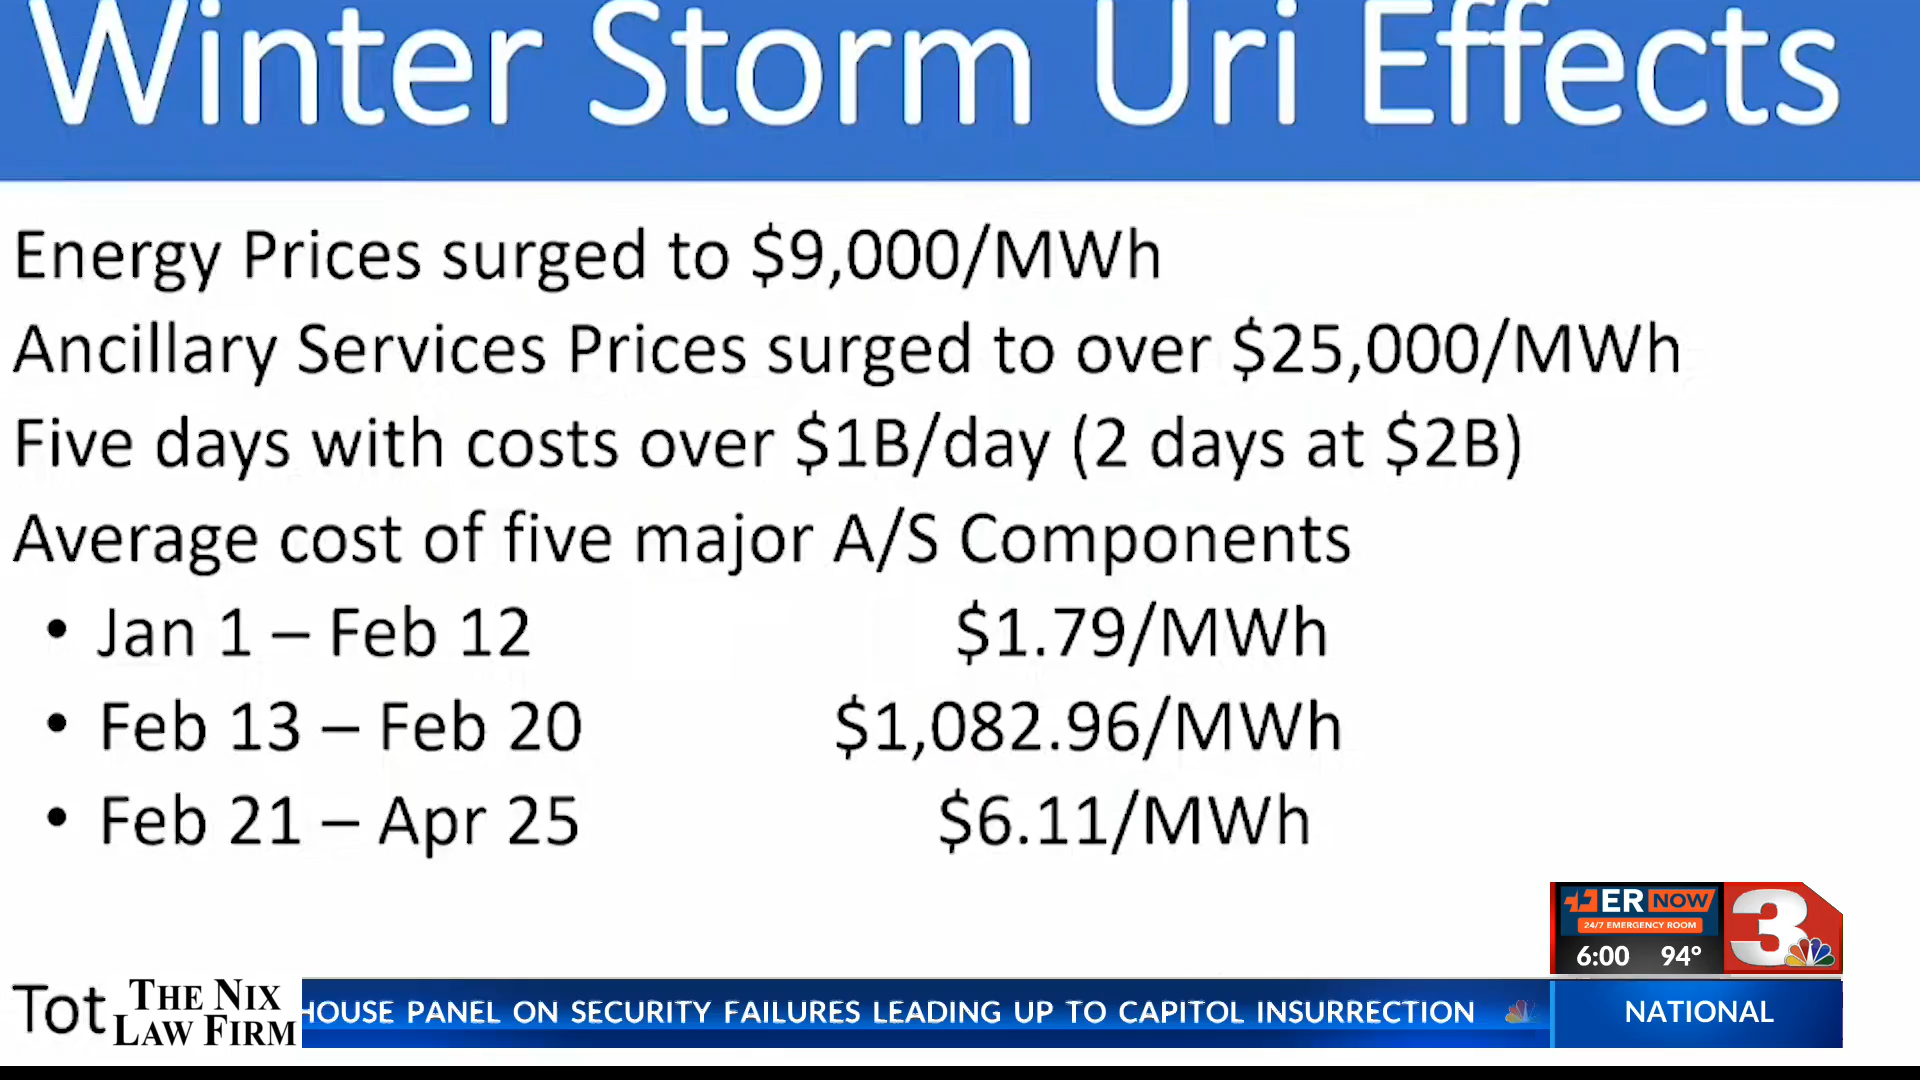 Winter Storm Uri Effects
Energy Prices surged to $9,000/MWh
Ancillary Services Prices surged to over $25,000/MWh
Five days with costs over $1B/day (2 days at $2B)
Average cost of five major A/S Components
• Jan 1 – Feb 12 $1.79/MWh
• Feb 13 – Feb 20 $1,082.96/MWh
• Feb 21 – Apr 25 $6.11/MWh
ER NOW
24/7 EMERGENCY ROOM
6:00 94° 3
Tot THE NIX LAW FIRM
HOUSE PANEL ON SECURITY FAILURES LEADING UP TO CAPITOL INSURRECTION
NATIONAL